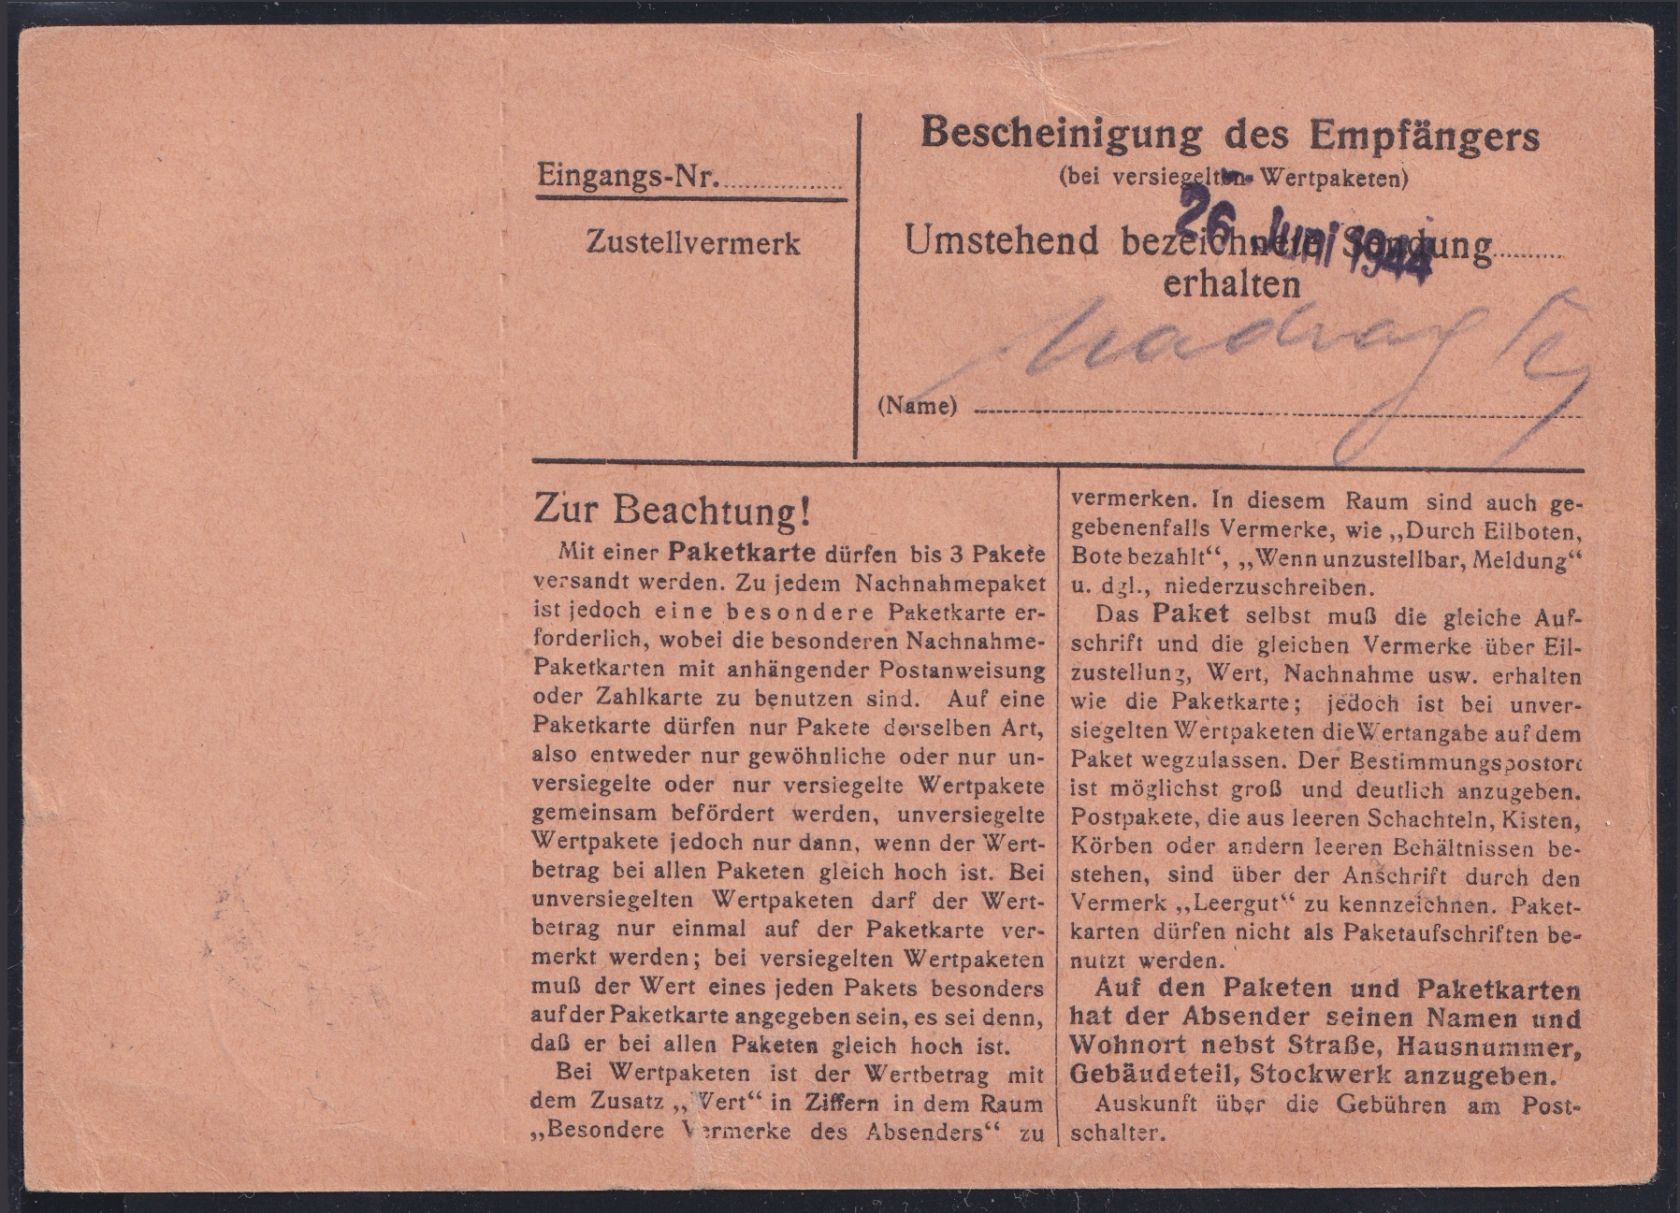 Eingangs-Nr.
Zustellvermerk
Bescheinigung des Empfängers
(bei versiegelten Wertpaketen)
26. Juni 1944
Umstehend bezeichnete Sendung
erhalten
(Name)
Zur Beachtung!
Mit einer Paketkarte dürfen bis 3 Pakete
versandt werden. Zu jedem Nachnahmepaket
ist jedoch eine besondere Paketkarte er-
forderlich, wobei die besonderen Nachnahme-
Paketkarten mit anhängender Postanweisung
oder Zahlkarte zu benutzen sind. Auf eine
Paketkarte dürfen nur Pakete derselben Art,
also entweder nur gewöhnliche oder nur un-
versiegelte oder nur versiegelte Wertpakete
gemeinsam befördert werden, unversiegelte
Wertpakete jedoch nur dann, wenn der Wert-
betrag bei allen Paketen gleich hoch ist. Bei
unversiegelten Wertpaketen darf der Wert-
betrag nur einmal auf der Paketkarte ver-
merkt werden; bei versiegelten Wertpaketen
muß der Wert eines jeden Pakets besonders
auf der Paketkarte angegeben sein, es sei denn,
daß er bei allen Paketen gleich hoch ist.
Bei Wertpaketen ist der Wertbetrag mit
dem Zusatz „Wert“ in Ziffern in dem Raum
„Besondere Vermerke des Absenders“ zu
vermerken. In diesem Raum sind auch ge-
gebenenfalls Vermerke, wie „Durch Eilboten,
Bote bezahlt“, „Wenn unzustellbar, Meldung“
u. dgl., niederzuschreiben.
Das Paket selbst muß die gleiche Auf-
schrift und die gleichen Vermerke über Eil-
zustellung, Wert, Nachnahme usw. erhalten
wie die Paketkarte; jedoch ist bei unver-
siegelten Wertpaketen die Wertangabe auf dem
Paket wegzulassen. Der Bestimmungspostort
ist möglichst groß und deutlich anzugeben.
Postpakete, die aus leeren Schachteln, Kisten,
Körben oder andern leeren Behältnissen be-
stehen, sind über der Anschrift durch den
Vermerk „Leergut“ zu kennzeichnen. Paket-
karten dürfen nicht als Paketaufschriften be-
nutzt werden.
Auf den Paketen und Paketkarten
hat der Absender seinen Namen und
Wohnort nebst Straße, Hausnummer,
Gebäudeteil, Stockwerk anzugeben.
Auskunft über die Gebühren am Post-
schalter.